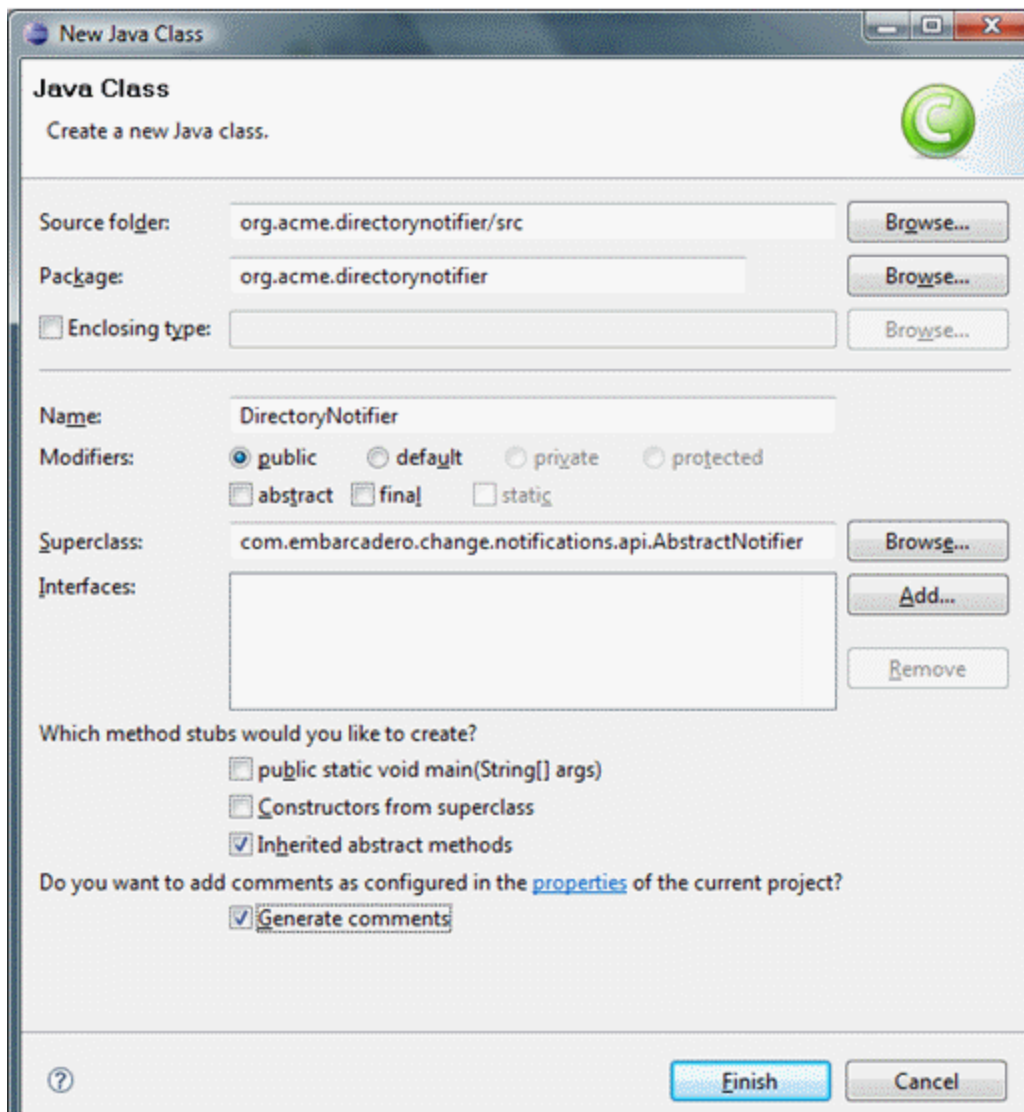 New Java Class
Java Class
Create a new Java class.
Source folder: org.acme.directorynotifier/src Browse...
Package: org.acme.directorynotifier Browse...
Enclosing type: Browse...
Name: DirectoryNotifier
Modifiers: public default private protected
abstract final static
Superclass: com.embarcadero.change.notifications.api.AbstractNotifier Browse...
Interfaces: Add...
Remove
Which method stubs would you like to create?
public static void main(String[] args)
Constructors from superclass
Inherited abstract methods
Do you want to add comments as configured in the properties of the current project?
Generate comments
Finish Cancel